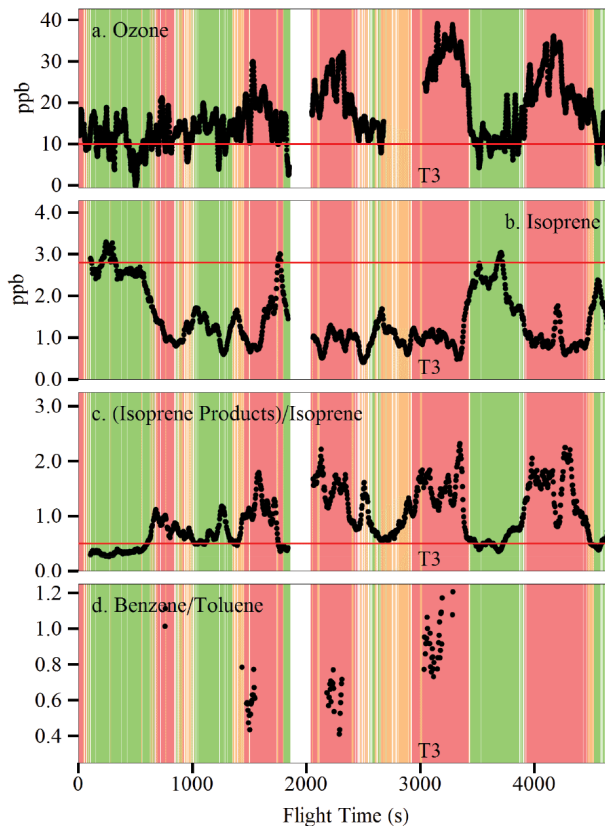 a. Ozone
40
30
20
10
0
ppb
T3
b. Isoprene
4.0
3.0
2.0
1.0
0.0
ppb
T3
c. (Isoprene Products)/Isoprene
3.0
2.0
1.0
0.0
T3
d. Benzene/Toluene
1.2
1.0
0.8
0.6
0.4
T3
0 1000 2000 3000 4000
Flight Time (s)